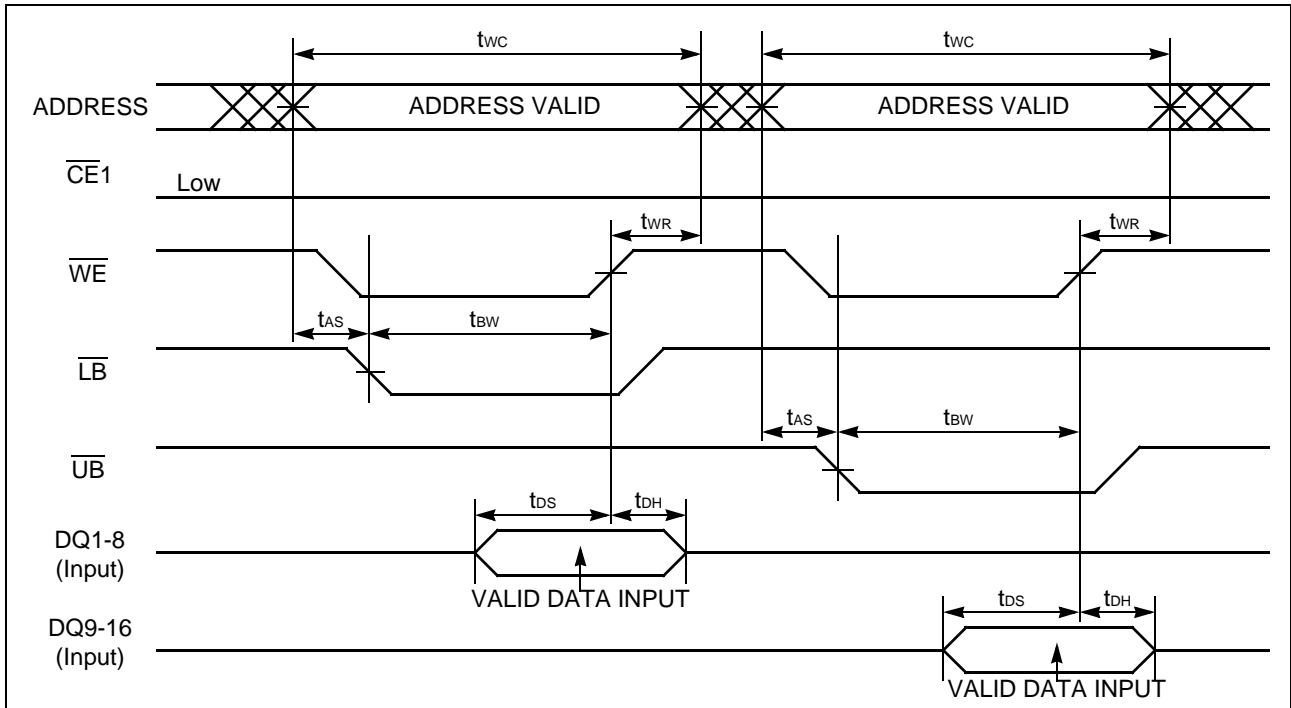 tWC tWC
ADDRESS ADDRESS VALID ADDRESS VALID
CE1 Low
tWR tWR
WE
tAS tBW
LB
tAS tBW
UB
tDS tDH
DQ1-8
(Input)
VALID DATA INPUT
tDS tDH
DQ9-16
(Input)
VALID DATA INPUT